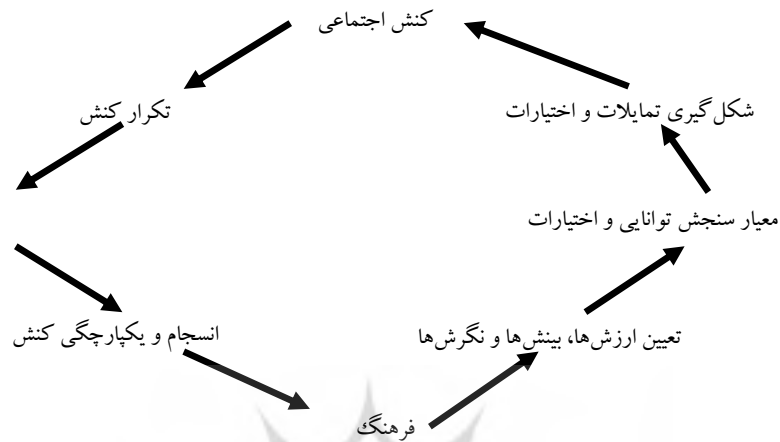 کنش اجتماعی
تکرار کنش
شکل‌گیری تمایلات و اختیارات
معیار سنجش توانایی و اختیارات
انسجام و یکپارچگی کنش
تعیین ارزش‌ها، بینش‌ها و نگرش‌ها
فرهنگ